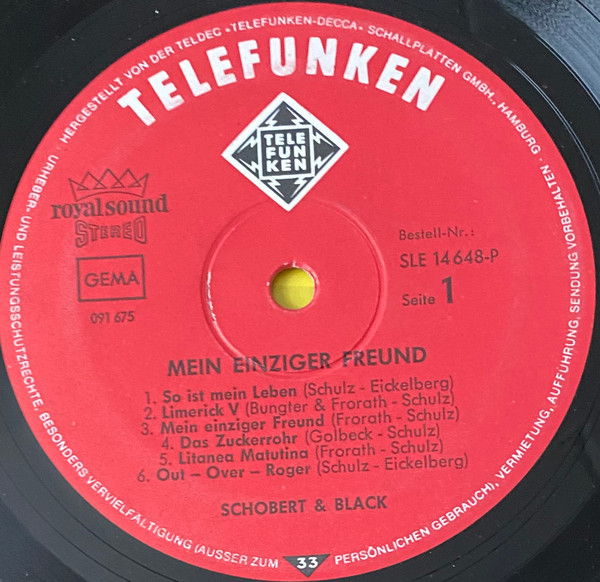 HERGESTELLT VON DER TELDEC »TELEFUNKEN-DECCA« SCHALLPLATTEN GMBH., HAMBURG · URHEBER- UND LEISTUNGSSCHUTZRECHTE, BESONDERS VERVIELFÄLTIGUNG (AUSSER ZUM PERSÖNLICHEN GEBRAUCH), VERMIETUNG, AUFFÜHRUNG, SENDUNG VORBEHALTEN ·
TELEFUNKEN
TELE
FUN
KEN
royal sound
STEREO
GEMA
091 675
Bestell-Nr.:
SLE 14 648-P
Seite 1
MEIN EINZIGER FREUND
1. So ist mein Leben (Schulz - Eickelberg)
2. Limerick V (Bungter & Frorath - Schulz)
3. Mein einziger Freund (Frorath - Schulz)
4. Das Zuckerrohr (Golbeck - Schulz)
5. Litanea Matutina (Frorath - Schulz)
6. Out – Over – Roger (Schulz - Eickelberg)
SCHOBERT & BLACK
33